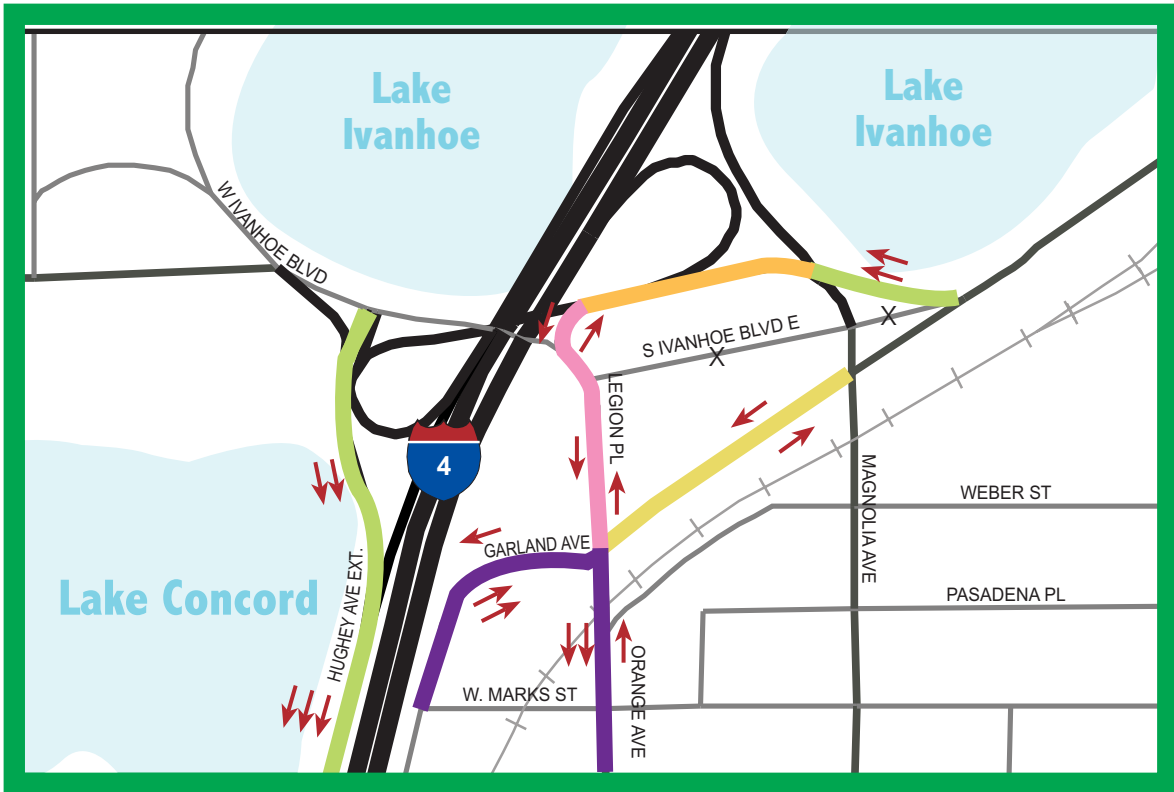 Lake
Ivanhoe
Lake
Ivanhoe
W IVANHOE BLVD
S IVANHOE BLVD E
X
X
LEGION PL
4
WEBER ST
GARLAND AVE
MAGNOLIA AVE
HUGHEY AVE EXT.
Lake Concord
PASADENA PL
W. MARKS ST
ORANGE AVE